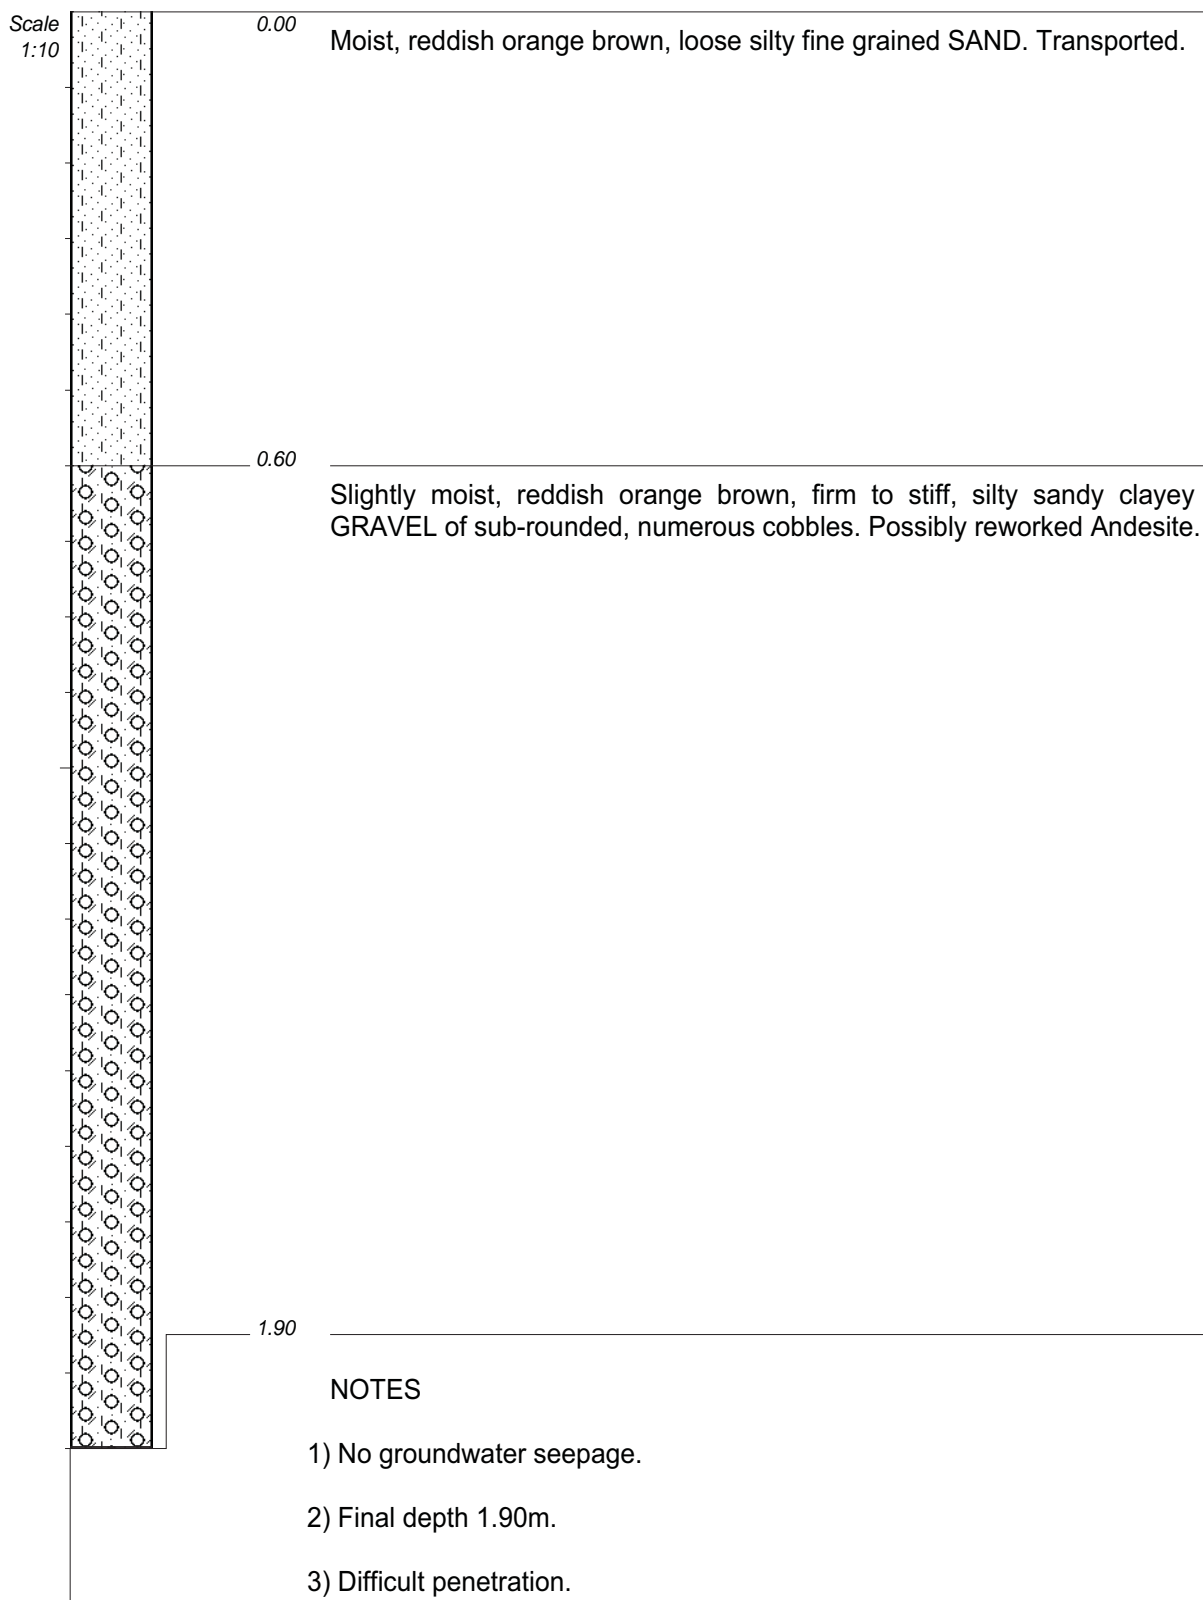 Scale
1:10
0.00
Moist, reddish orange brown, loose silty fine grained SAND. Transported.
0.60
Slightly moist, reddish orange brown, firm to stiff, silty sandy clayey
GRAVEL of sub-rounded, numerous cobbles. Possibly reworked Andesite.
1.90
NOTES
1) No groundwater seepage.
2) Final depth 1.90m.
3) Difficult penetration.